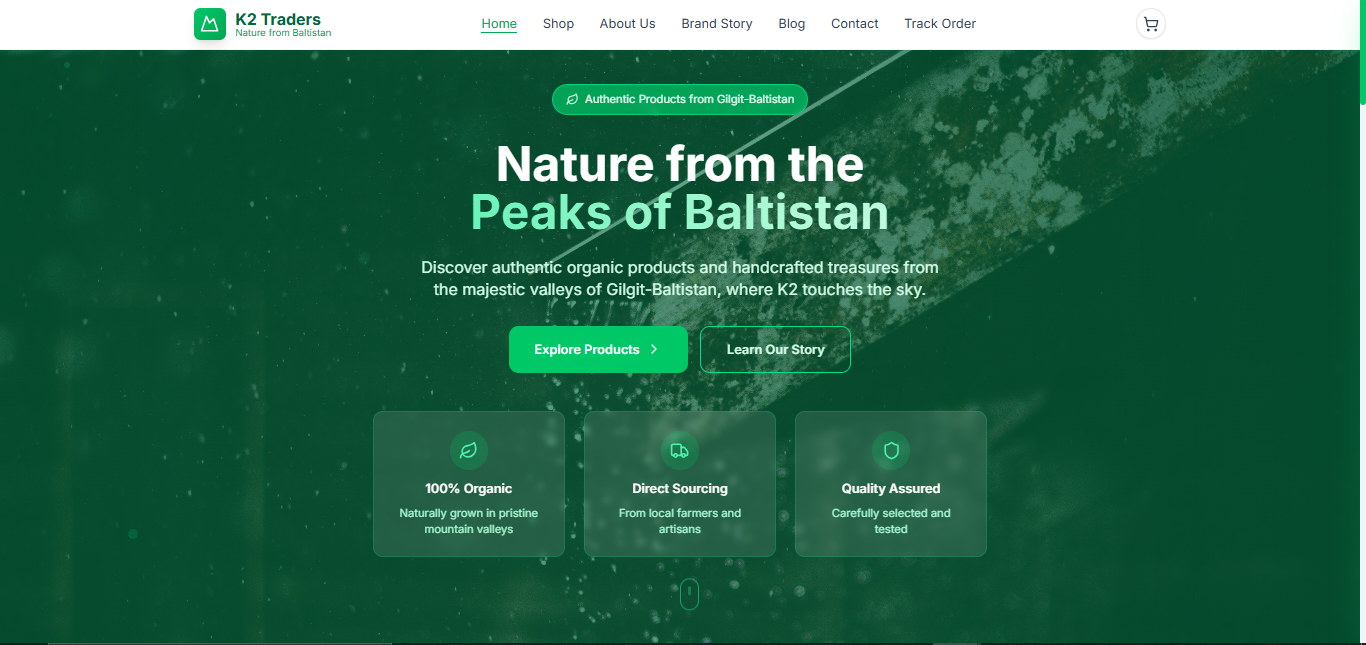 K2 Traders
Nature from Baltistan
Home
Shop
About Us
Brand Story
Blog
Contact
Track Order
Authentic Products from Gilgit-Baltistan
Nature from the
Peaks of Baltistan
Discover authentic organic products and handcrafted treasures from
the majestic valleys of Gilgit-Baltistan, where K2 touches the sky.
Explore Products
Learn Our Story
100% Organic
Naturally grown in pristine
mountain valleys
Direct Sourcing
From local farmers and
artisans
Quality Assured
Carefully selected and
tested